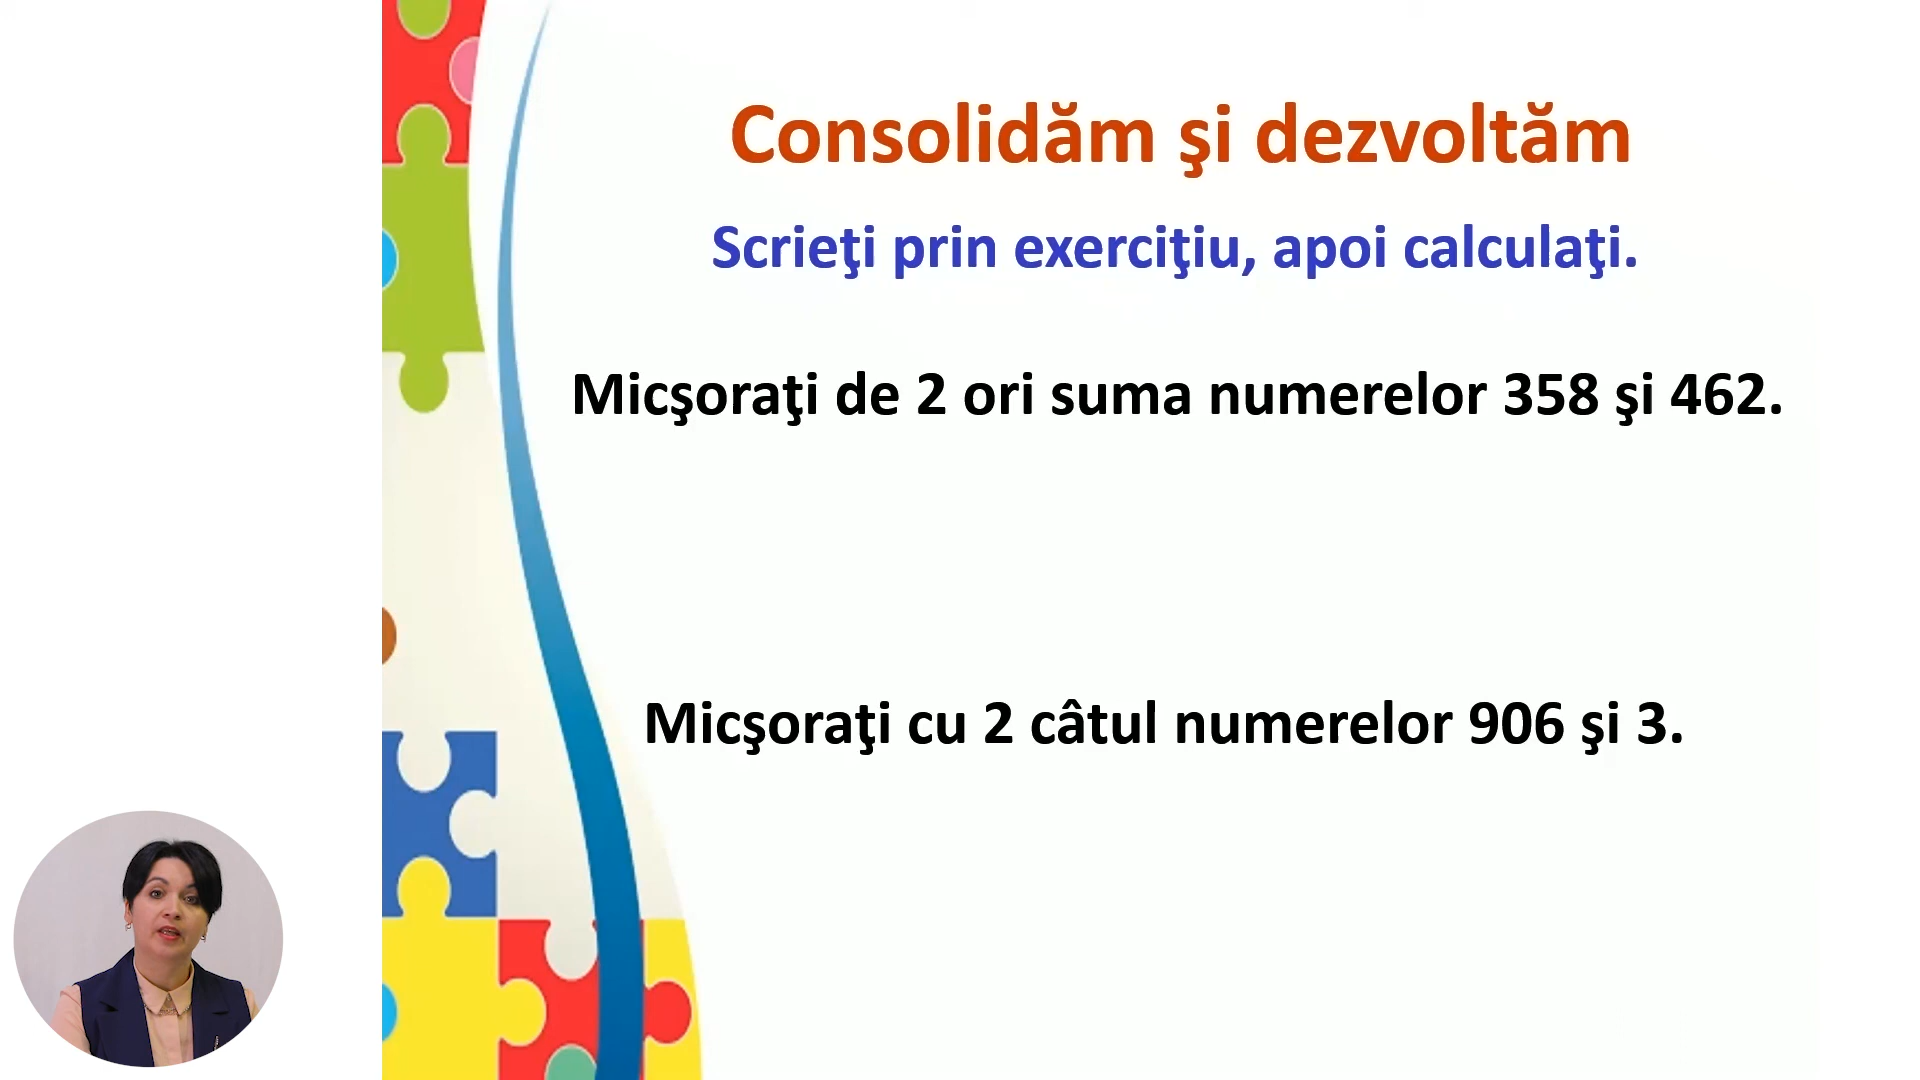 Consolidăm şi dezvoltăm
Scrieţi prin exerciţiu, apoi calculaţi.
Micşoraţi de 2 ori suma numerelor 358 şi 462.
Micşoraţi cu 2 câtul numerelor 906 şi 3.